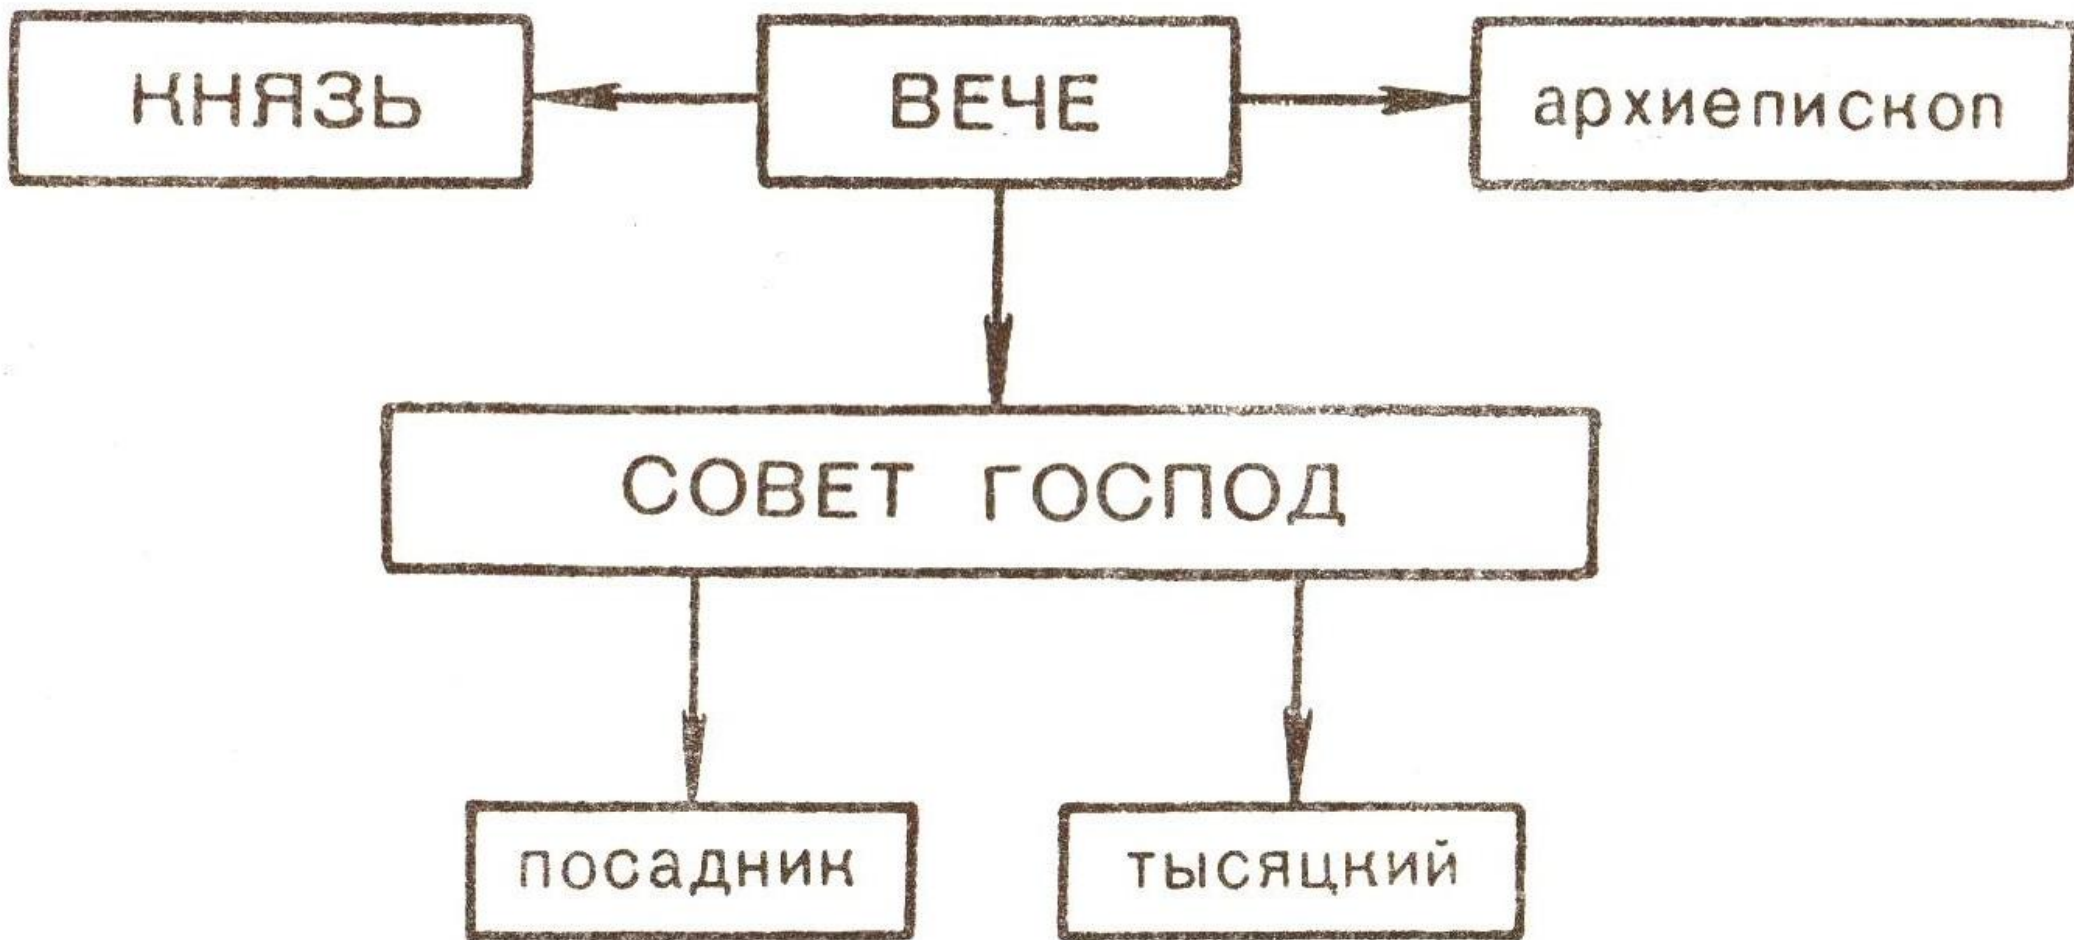 КНЯЗЬ
ВЕЧЕ
архиепископ
СОВЕТ ГОСПОД
посадник
тысяцкий